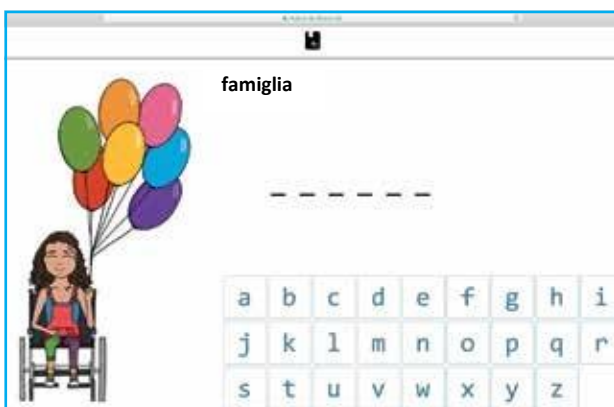 famiglia
_ _ _ _ _ _
a b c d e f g h i
j k l m n o p q r
s t u v w x y z